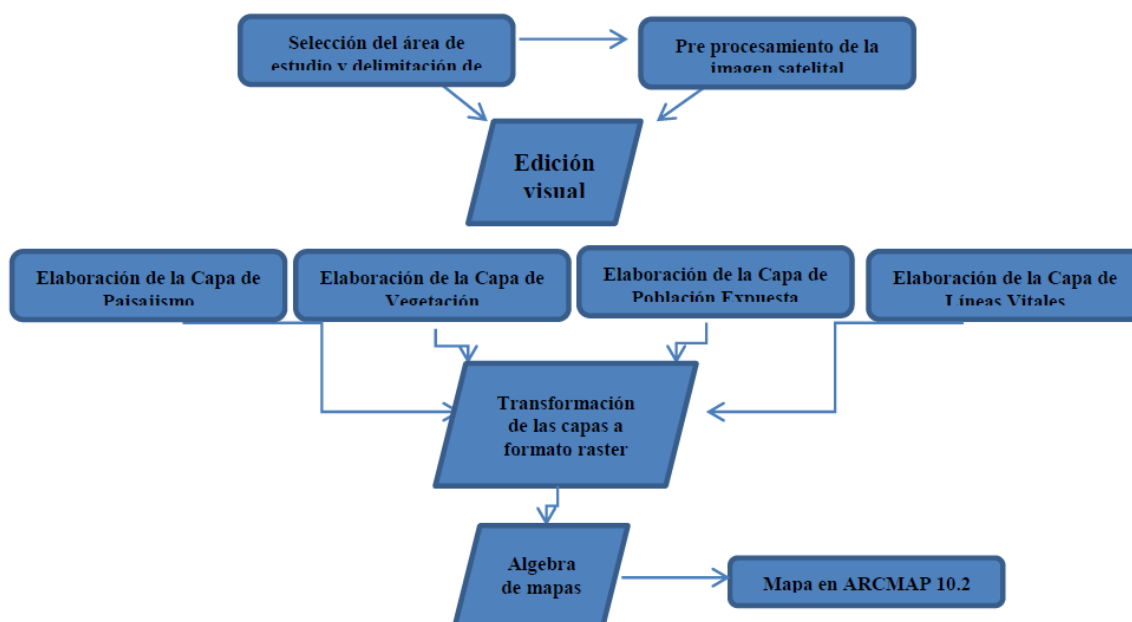 Selección del área de
estudio y delimitación de
Pre procesamiento de la
imagen satelital
Edición
visual
Elaboración de la Capa de
Paisajismo
Elaboración de la Capa de
Vegetación
Elaboración de la Capa de
Población Expuesta
Elaboración de la Capa de
Líneas Vitales
Transformación
de las capas a
formato raster
Algebra
de mapas
Mapa en ARCMAP 10.2